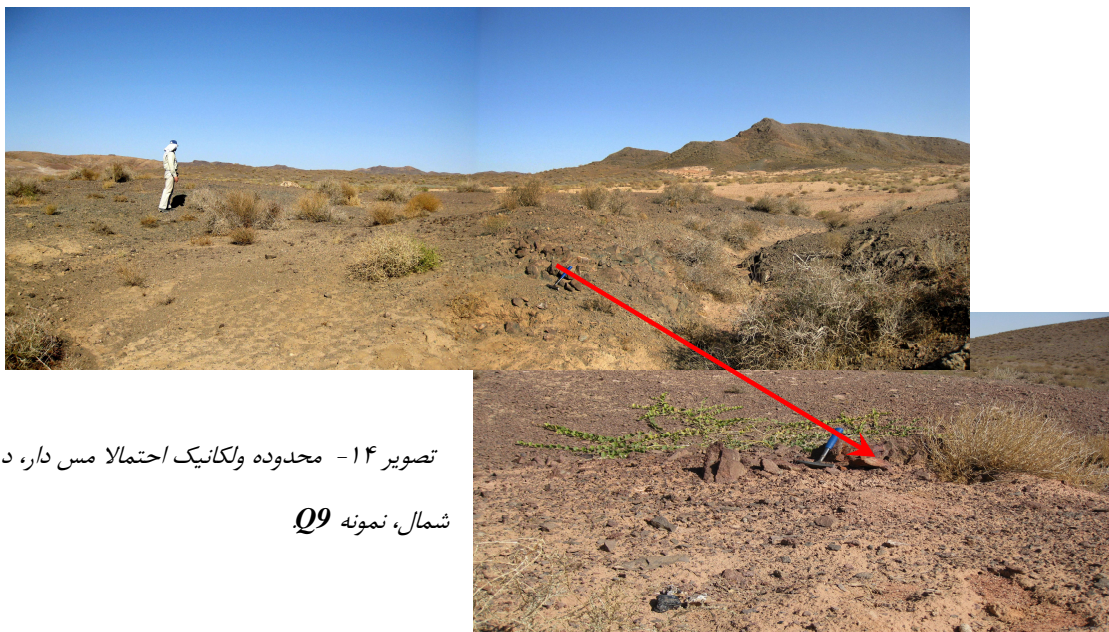 تصویر ۱۴- محدوده ولکانیک احتمالا مس دار، د
شمال، نمونه Q9.